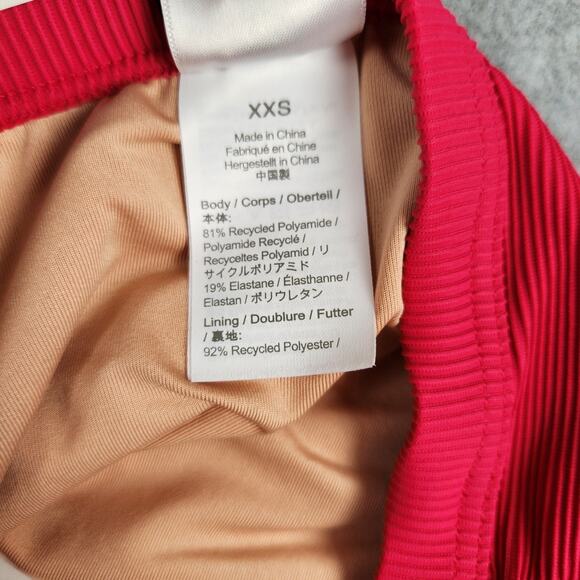 XXS
Made in China
Fabriqué en Chine
Hergestellt in China
中国製
Body / Corps / Oberteil /
本体:
81% Recycled Polyamide /
Polyamide Recyclé /
Recyceltes Polyamid / リ
サイクルポリアミド
19% Elastane / Élasthanne /
Elastan / ポリウレタン
Lining / Doublure / Futter
/ 裏地:
92% Recycled Polyester /